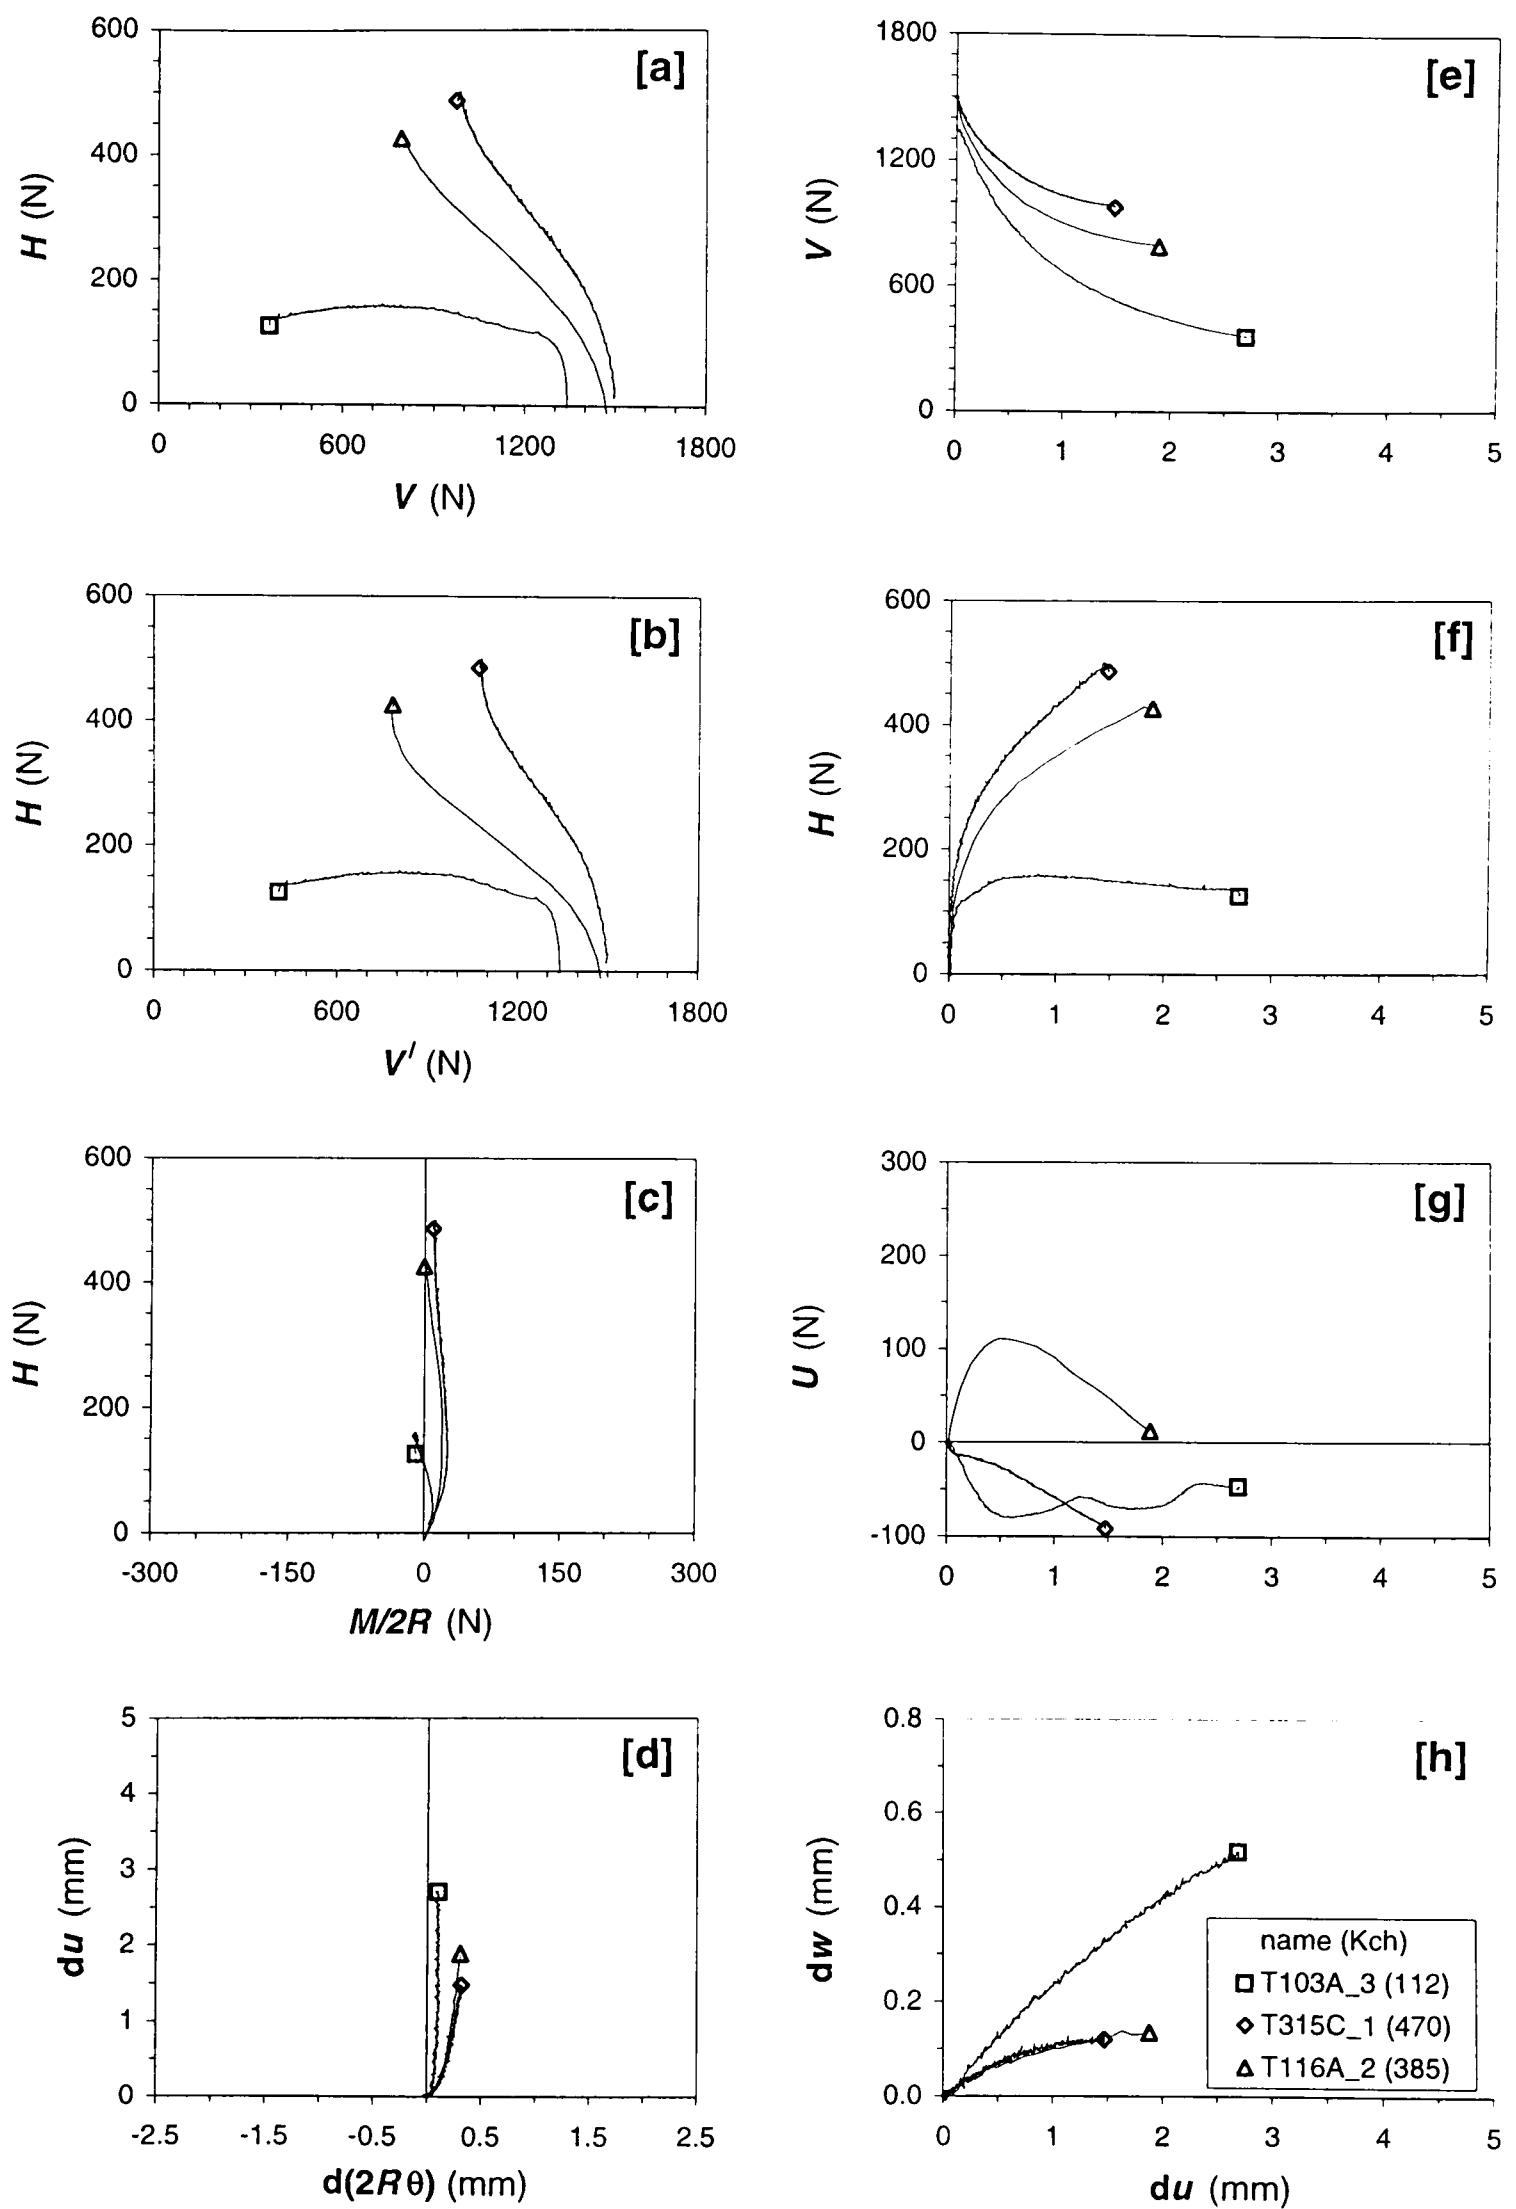 600
400
200
0
H (N)
[a]
0 600 1200 1800
V (N)
1800
1200
600
0
V (N)
[e]
0 1 2 3 4 5
600
400
200
0
H (N)
[b]
0 600 1200 1800
V' (N)
600
400
200
0
H (N)
[f]
0 1 2 3 4 5
600
400
200
0
H (N)
[c]
-300 -150 0 150 300
M/2R (N)
300
200
100
0
-100
U (N)
[g]
0 1 2 3 4 5
5
4
3
2
1
0
du (mm)
[d]
-2.5 -1.5 -0.5 0.5 1.5 2.5
d(2Rθ) (mm)
0.8
0.6
0.4
0.2
0.0
dw (mm)
[h]
name (Kch)
T103A_3 (112)
T315C_1 (470)
T116A_2 (385)
0 1 2 3 4 5
du (mm)